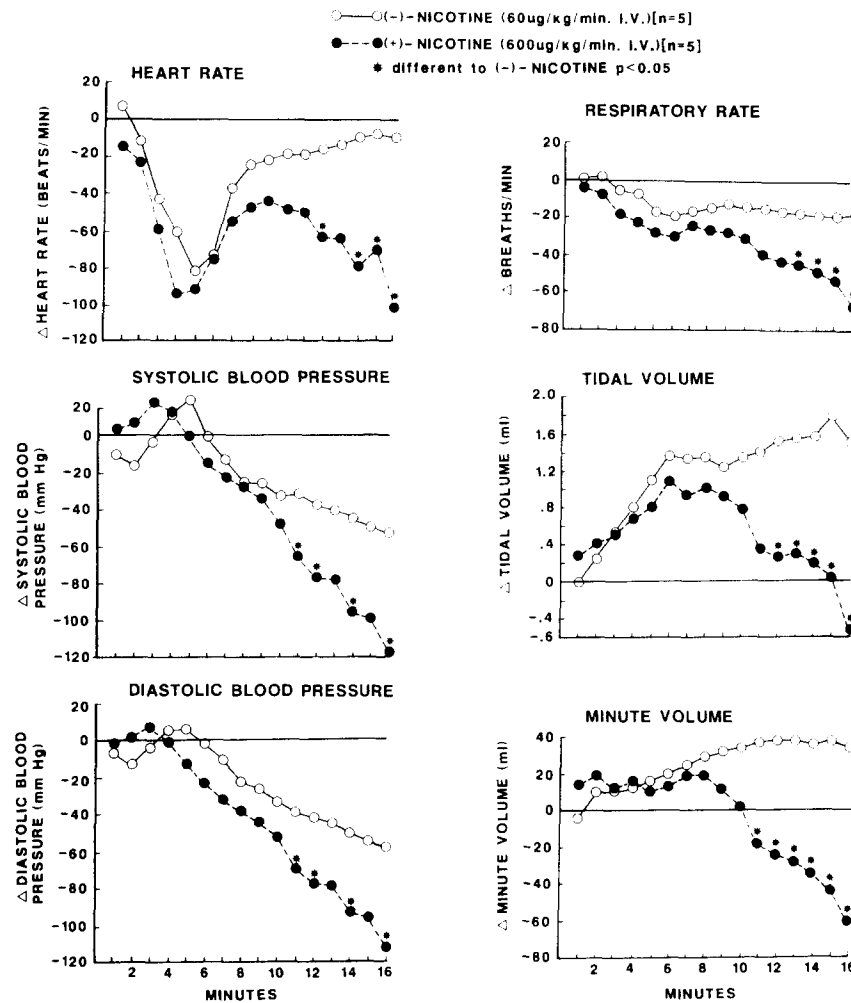 (-)-NICOTINE (60ug/kg/min. I.V.)[n=5]
(+)-NICOTINE (600ug/kg/min. I.V.)[n=5]
* different to (-)-NICOTINE p<0.05
HEART RATE
Δ HEART RATE (BEATS/MIN)
20
0
-20
-40
-60
-80
-100
-120
RESPIRATORY RATE
Δ BREATHS/MIN
20
0
-20
-40
-60
-80
SYSTOLIC BLOOD PRESSURE
Δ SYSTOLIC BLOOD
PRESSURE (mm Hg)
20
0
-20
-40
-60
-80
-100
-120
TIDAL VOLUME
Δ TIDAL VOLUME (ml)
2.0
1.6
1.2
.8
.4
0
-.4
-.6
DIASTOLIC BLOOD PRESSURE
Δ DIASTOLIC BLOOD
PRESSURE (mm Hg)
20
0
-20
-40
-60
-80
-100
-120
2 4 6 8 10 12 14 16
MINUTES
MINUTE VOLUME
Δ MINUTE VOLUME (ml)
40
20
0
-20
-40
-60
-80
2 4 6 8 10 12 14 16
MINUTES